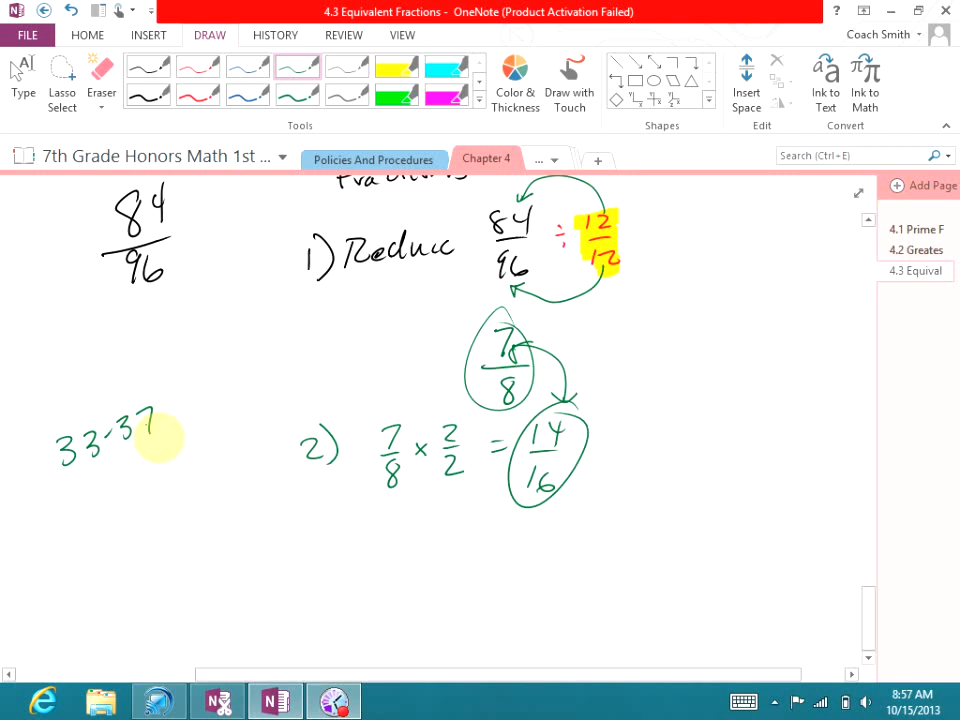 4.3 Equivalent Fractions - OneNote (Product Activation Failed)
FILE HOME INSERT DRAW HISTORY REVIEW VIEW Coach Smith
Type Lasso Select Eraser Color & Thickness Draw with Touch Insert Space Ink to Text Ink to Math
Tools Shapes Edit Convert
7th Grade Honors Math 1st ... Policies And Procedures Chapter 4 ... Search (Ctrl+E)
Add Page
4.1 Prime F
4.2 Greates
4.3 Equival
Fractions
84/96
1) Reduce 84/96 ÷ 12/12
7/8
33-37
2) 7/8 x 2/2 = 14/16
8:57 AM
10/15/2013